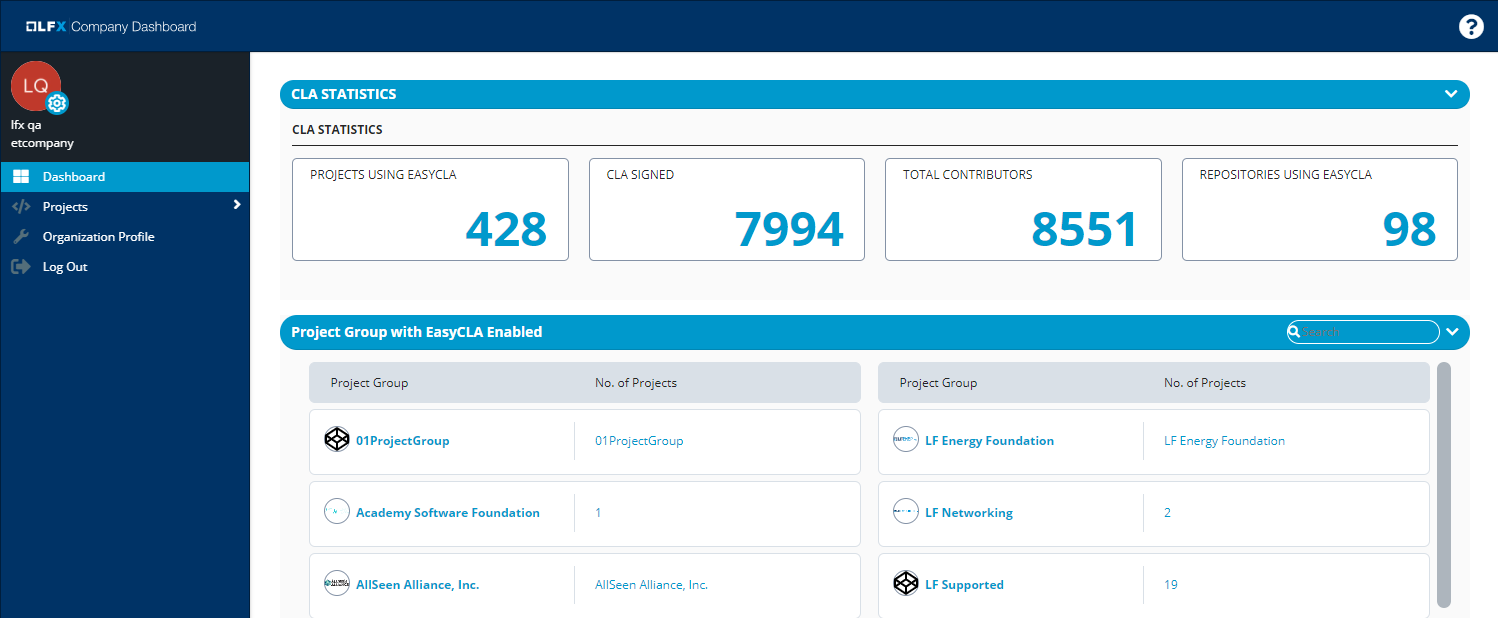 LFX Company Dashboard
?
LQ
lfx qa
etcompany
Dashboard
Projects
Organization Profile
Log Out
CLA STATISTICS
CLA STATISTICS
PROJECTS USING EASYCLA
428
CLA SIGNED
7994
TOTAL CONTRIBUTORS
8551
REPOSITORIES USING EASYCLA
98
Project Group with EasyCLA Enabled
Search
Project Group No. of Projects
01ProjectGroup 01ProjectGroup
Academy Software Foundation 1
AllSeen Alliance, Inc. AllSeen Alliance, Inc.
Project Group No. of Projects
LF Energy Foundation LF Energy Foundation
LF Networking 2
LF Supported 19